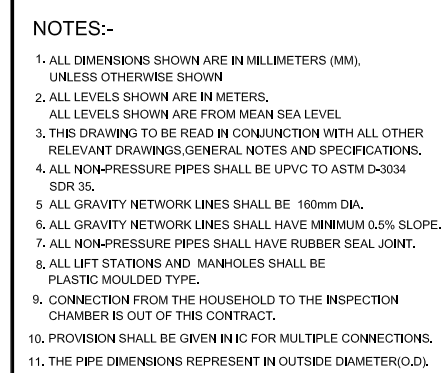 NOTES:-
1. ALL DIMENSIONS SHOWN ARE IN MILLIMETERS (MM),
UNLESS OTHERWISE SHOWN
2. ALL LEVELS SHOWN ARE IN METERS.
ALL LEVELS SHOWN ARE FROM MEAN SEA LEVEL
3. THIS DRAWING TO BE READ IN CONJUNCTION WITH ALL OTHER
RELEVANT DRAWINGS,GENERAL NOTES AND SPECIFICATIONS.
4. ALL NON-PRESSURE PIPES SHALL BE UPVC TO ASTM D-3034
SDR 35.
5 ALL GRAVITY NETWORK LINES SHALL BE 160mm DIA.
6. ALL GRAVITY NETWORK LINES SHALL HAVE MINIMUM 0.5% SLOPE.
7. ALL NON-PRESSURE PIPES SHALL HAVE RUBBER SEAL JOINT.
8. ALL LIFT STATIONS AND MANHOLES SHALL BE
PLASTIC MOULDED TYPE.
9. CONNECTION FROM THE HOUSEHOLD TO THE INSPECTION
CHAMBER IS OUT OF THIS CONTRACT.
10. PROVISION SHALL BE GIVEN IN IC FOR MULTIPLE CONNECTIONS.
11. THE PIPE DIMENSIONS REPRESENT IN OUTSIDE DIAMETER(O.D).